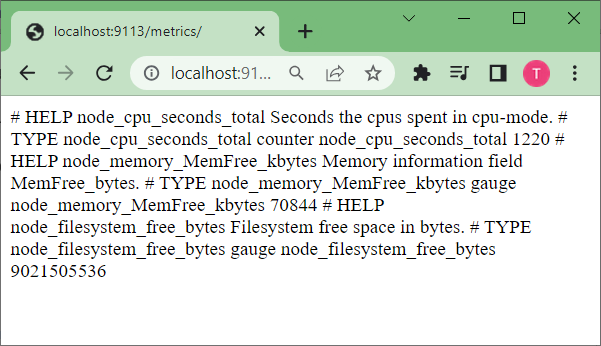 localhost:9113/metrics/
localhost:91...
T
# HELP node_cpu_seconds_total Seconds the cpus spent in cpu-mode. #
TYPE node_cpu_seconds_total counter node_cpu_seconds_total 1220 #
HELP node_memory_MemFree_kbytes Memory information field
MemFree_bytes. # TYPE node_memory_MemFree_kbytes gauge
node_memory_MemFree_kbytes 70844 # HELP
node_filesystem_free_bytes Filesystem free space in bytes. # TYPE
node_filesystem_free_bytes gauge node_filesystem_free_bytes
9021505536